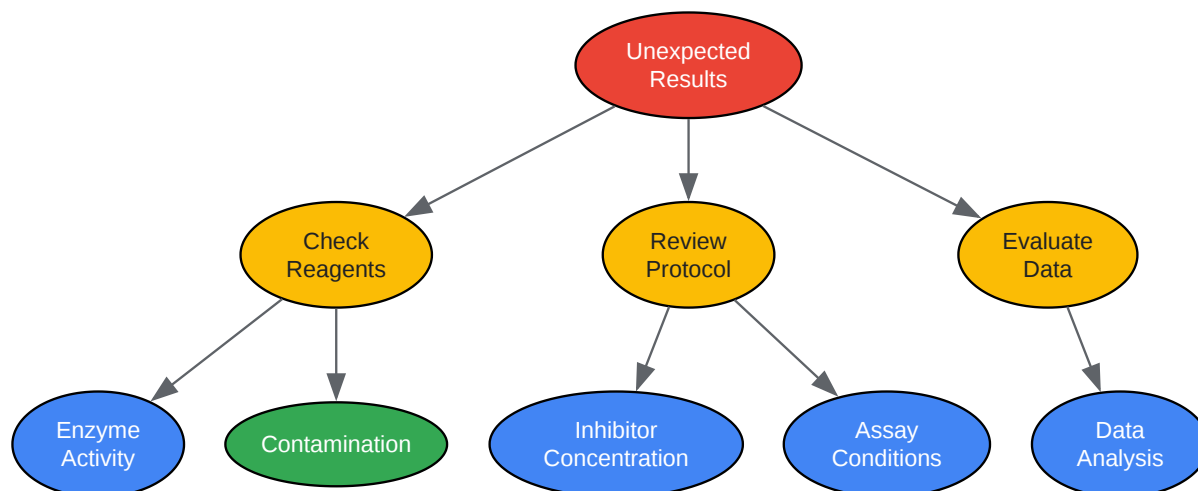 Unexpected
Results
Check
Reagents
Review
Protocol
Evaluate
Data
Enzyme
Activity
Contamination
Inhibitor
Concentration
Assay
Conditions
Data
Analysis